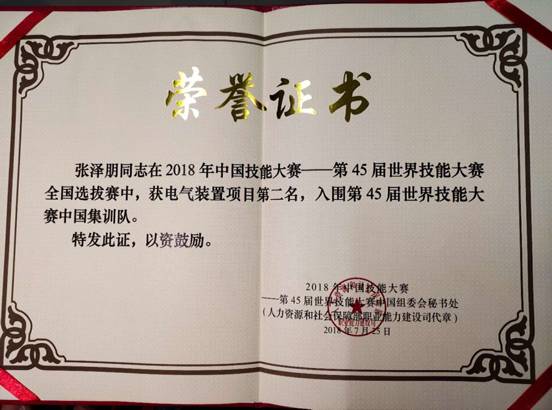 荣誉证书
张泽朋同志在2018年中国技能大赛——第45届世界技能大赛
全国选拔赛中，获电气装置项目第二名，入围第45届世界技能大
赛中国集训队。
特发此证，以资鼓励。
2018年中国技能大赛
——第45届世界技能大赛中国组委会秘书处
（人力资源和社会保障部职业能力建设司代章）
2018年7月25日